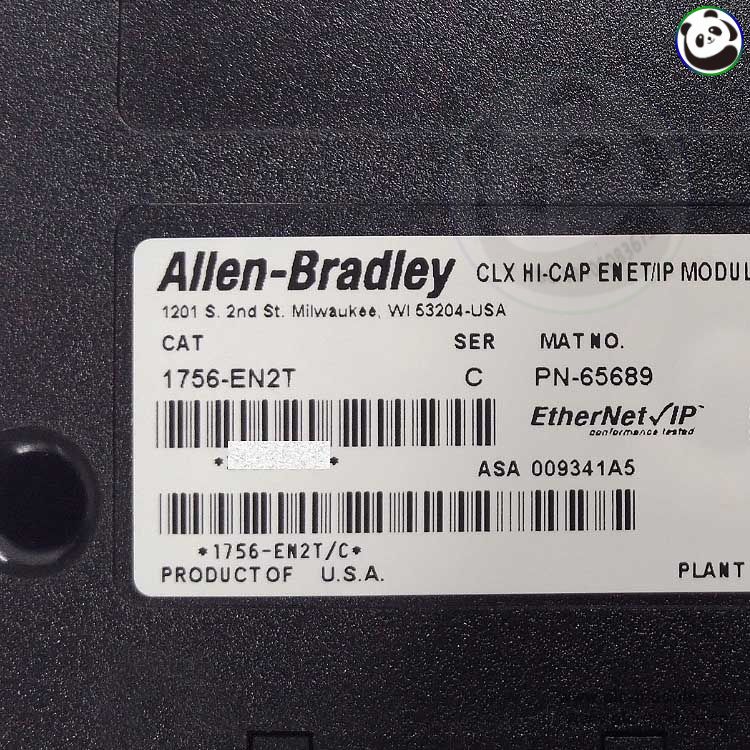 Allen-Bradley CLX HI-CAP ENET/IP MODUL
1201 S. 2nd St. Milwaukee, WI 53204-USA
CAT SER MAT NO.
1756-EN2T C PN-65689
EtherNet/IP™
conformance tested
* *
ASA 009341A5
*1756-EN2T/C*
PRODUCT OF U.S.A. PLANT